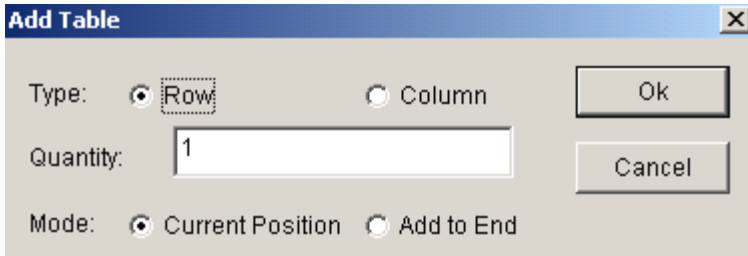 Add Table
Type: Row Column Ok
Quantity: 1
Cancel
Mode: Current Position Add to End